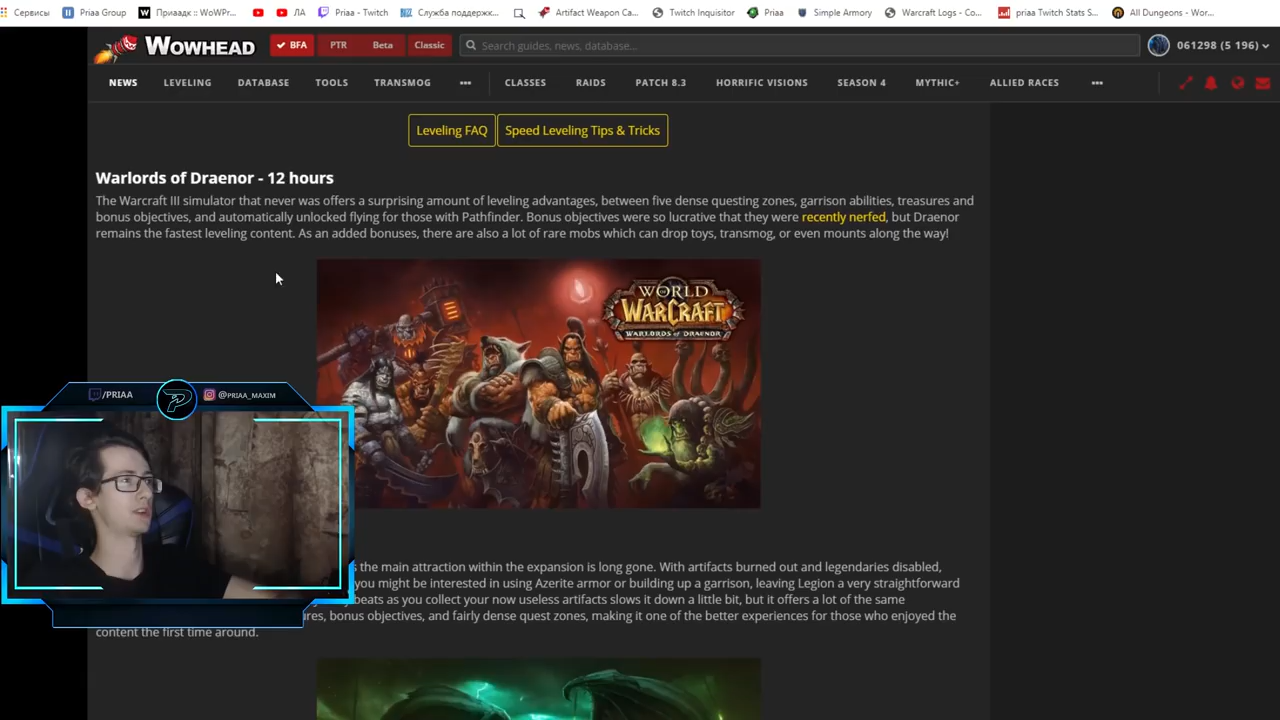 Сервисы Priaa Group Приаадк :: WoWPr... ЛА Priaa - Twitch Служба поддержк... Artifact Weapon Ca... Twitch Inquisitor Priaa Simple Armory Warcraft Logs - Co... priaa Twitch Stats S... All Dungeons - Wor...
WOWHEAD BFA PTR Beta Classic Search guides, news, database... 061298 (5 196)
NEWS LEVELING DATABASE TOOLS TRANSMOG ••• CLASSES RAIDS PATCH 8.3 HORRIFIC VISIONS SEASON 4 MYTHIC+ ALLIED RACES •••
Leveling FAQ Speed Leveling Tips & Tricks
Warlords of Draenor - 12 hours
The Warcraft III simulator that never was offers a surprising amount of leveling advantages, between five dense questing zones, garrison abilities, treasures and
bonus objectives, and automatically unlocked flying for those with Pathfinder. Bonus objectives were so lucrative that they were recently nerfed, but Draenor
remains the fastest leveling content. As an added bonuses, there are also a lot of rare mobs which can drop toys, transmog, or even mounts along the way!
WORLD
OF
WARCRAFT
WARLORDS OF DRAENOR
/PRIAA @PRIAA_MAXIM
the main attraction within the expansion is long gone. With artifacts burned out and legendaries disabled,
you might be interested in using Azerite armor or building up a garrison, leaving Legion a very straightforward
beats as you collect your now useless artifacts slows it down a little bit, but it offers a lot of the same
bonus objectives, and fairly dense quest zones, making it one of the better experiences for those who enjoyed the
content the first time around.